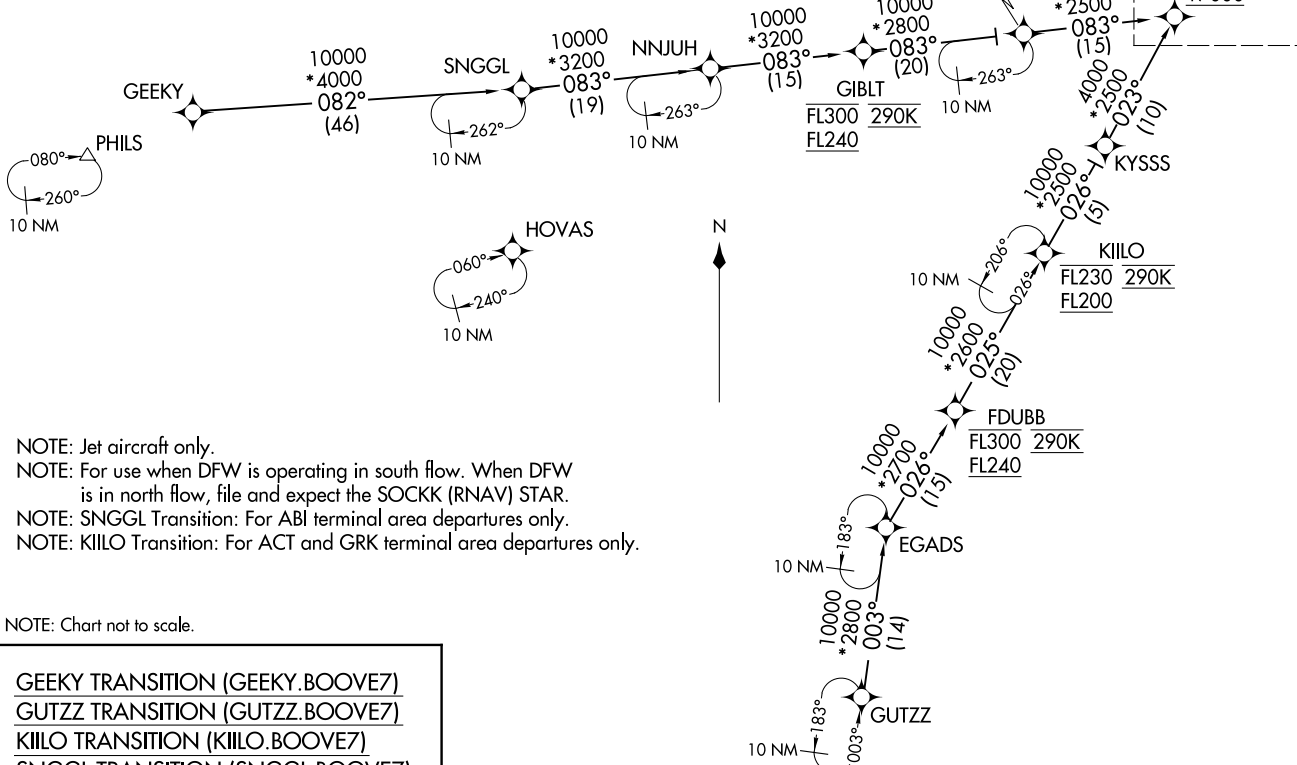 10000
*4000
082°
(46)
GEEKY
SNGGL
10000
*3200
083°
(19)
NNJUH
10000
*3200
083°
(15)
GIBLT
FL300 290K
FL240
10000
*2800
083°
(20)
*2500
083°
(15)
N
262°
10 NM
263°
10 NM
263°
10 NM
PHILS
080°
260°
10 NM
HOVAS
060°
240°
10 NM
N
4000
*2500
023°
(10)
KYSSS
10000
*2500
026°
(5)
KIILO
FL230 290K
FL200
206°
026°
10 NM
10000
*2600
025°
(20)
FDUBB
FL300 290K
FL240
10000
*2700
026°
(15)
EGADS
183°
10 NM
10000
*2800
003°
(14)
GUTZZ
183°
003°
10 NM
NOTE: Jet aircraft only.
NOTE: For use when DFW is operating in south flow. When DFW
is in north flow, file and expect the SOCKK (RNAV) STAR.
NOTE: SNGGL Transition: For ABI terminal area departures only.
NOTE: KIILO Transition: For ACT and GRK terminal area departures only.
NOTE: Chart not to scale.
GEEKY TRANSITION (GEEKY.BOOVE7)
GUTZZ TRANSITION (GUTZZ.BOOVE7)
KIILO TRANSITION (KIILO.BOOVE7)
SNGGL TRANSITION (SNGGL.BOOVE7)